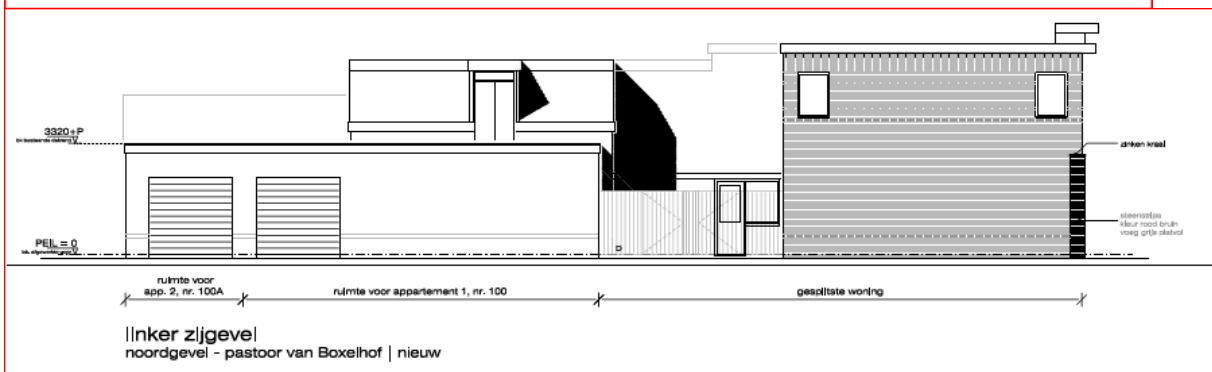 3320+P
zinken kraal
steenstrips
kleur rood bruin
voeg grijs platvol
PEIL = 0
ruimte voor
app. 2, nr. 100A
ruimte voor appartement 1, nr. 100
gesplitste woning
linker zijgevel
noordgevel - pastoor van Boxelhof | nieuw